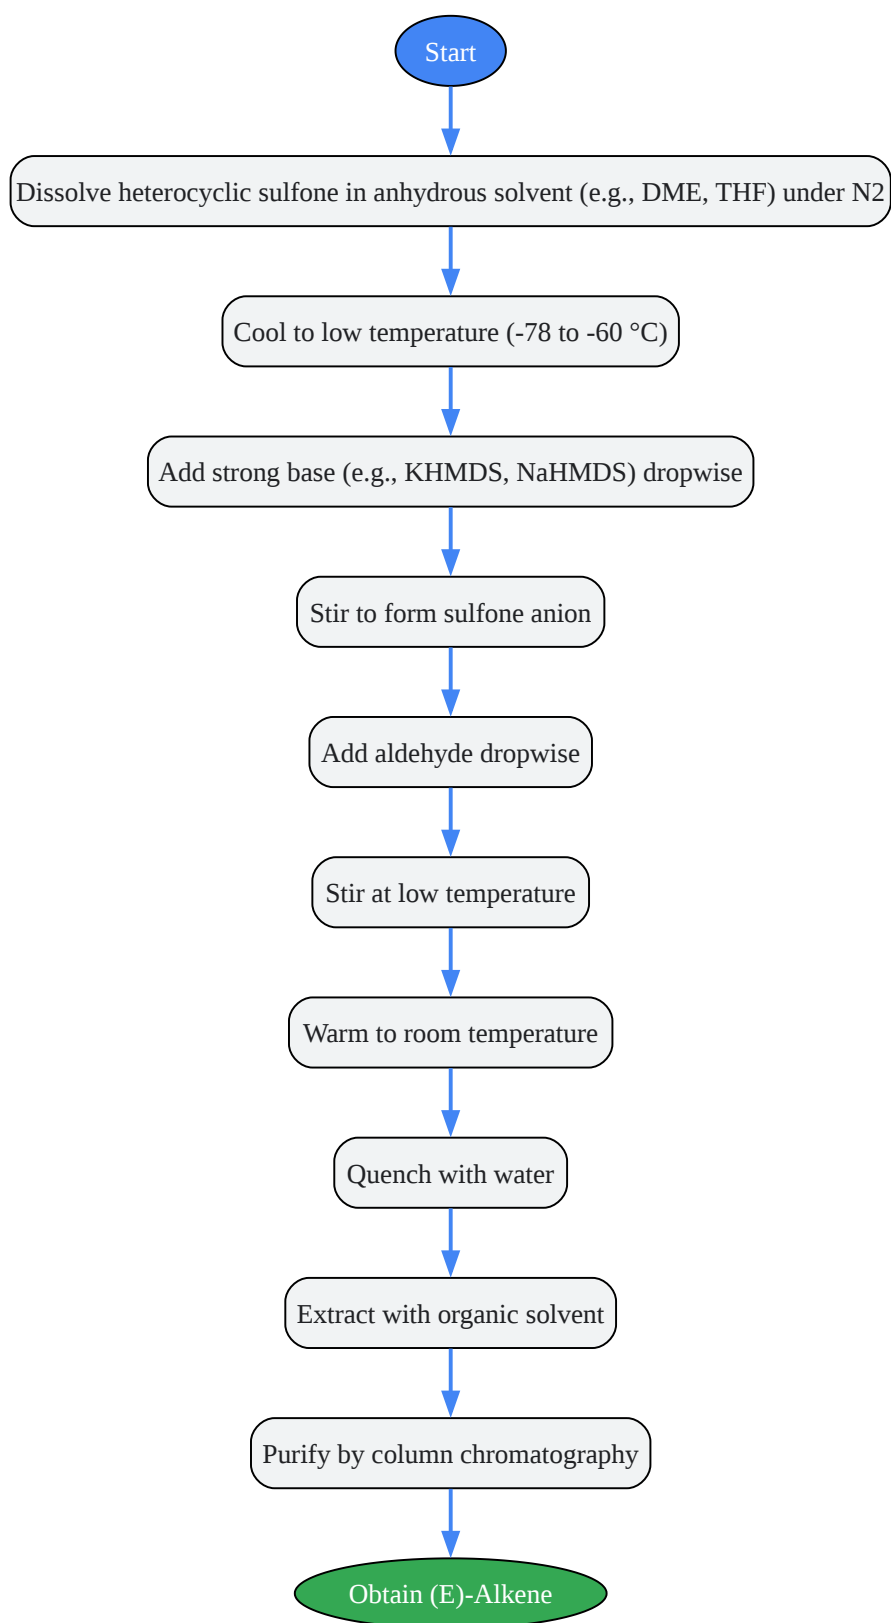 Start
Dissolve heterocyclic sulfone in anhydrous solvent (e.g., DME, THF) under N2
Cool to low temperature (-78 to -60 °C)
Add strong base (e.g., KHMDS, NaHMDS) dropwise
Stir to form sulfone anion
Add aldehyde dropwise
Stir at low temperature
Warm to room temperature
Quench with water
Extract with organic solvent
Purify by column chromatography
Obtain (E)-Alkene